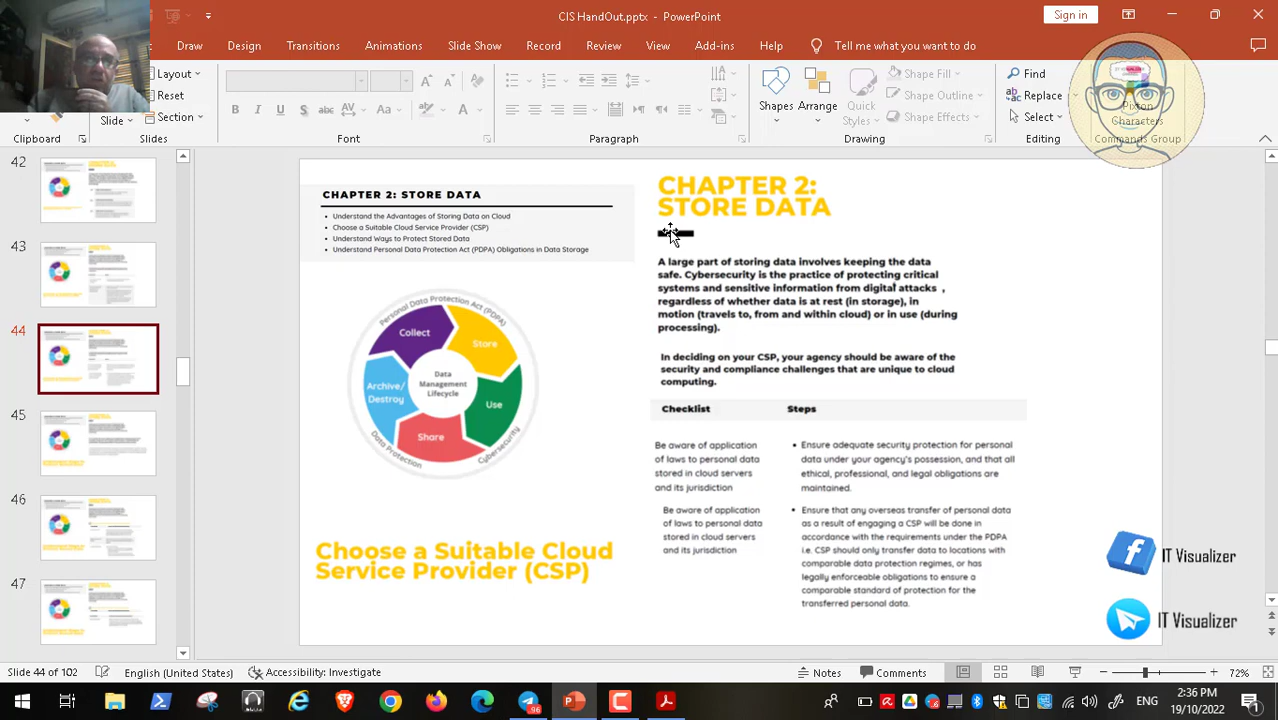 CIS HandOut.pptx - PowerPoint
Sign in
Draw
Design
Transitions
Animations
Slide Show
Record
Review
View
Add-ins
Help
Tell me what you want to do
Layout
Reset
Slide
Section
Shapes
Arrange
Quick
Styles
Shape Fill
Shape Outline
Shape Effects
Find
Replace
Select
Pixton
Characters
Clipboard
Slides
Font
Paragraph
Drawing
Editing
Commands Group
42
43
44
45
46
47
CHAPTER 2: STORE DATA
• Understand the Advantages of Storing Data on Cloud
• Choose a Suitable Cloud Service Provider (CSP)
• Understand Ways to Protect Stored Data
• Understand Personal Data Protection Act (PDPA) Obligations in Data Storage
Personal Data Protection Act (PDPA)
Collect
Store
Data
Management
Lifecycle
Archive/
Destroy
Use
Share
Data Protection
Cybersecurity
Choose a Suitable Cloud
Service Provider (CSP)
CHAPTER 2:
STORE DATA
A large part of storing data involves keeping the data
safe. Cybersecurity is the practice of protecting critical
systems and sensitive information from digital attacks ,
regardless of whether data is at rest (in storage), in
motion (travels to, from and within cloud) or in use (during
processing).
In deciding on your CSP, your agency should be aware of the
security and compliance challenges that are unique to cloud
computing.
Checklist
Steps
Be aware of application
of laws to personal data
stored in cloud servers
and its jurisdiction
• Ensure adequate security protection for personal
data under your agency's possession, and that all
ethical, professional, and legal obligations are
maintained.
Be aware of application
of laws to personal data
stored in cloud servers
and its jurisdiction
• Ensure that any overseas transfer of personal data
as a result of engaging a CSP will be done in
accordance with the requirements under the PDPA
i.e. CSP should only transfer data to locations with
comparable data protection regimes, or has
legally enforceable obligations to ensure a
comparable standard of protection for the
transferred personal data.
IT Visualizer
IT Visualizer
Slide 44 of 102
English (United States)
Accessibility: Investigate
Notes
Comments
72%
96
ENG
2:36 PM
19/10/2022
1